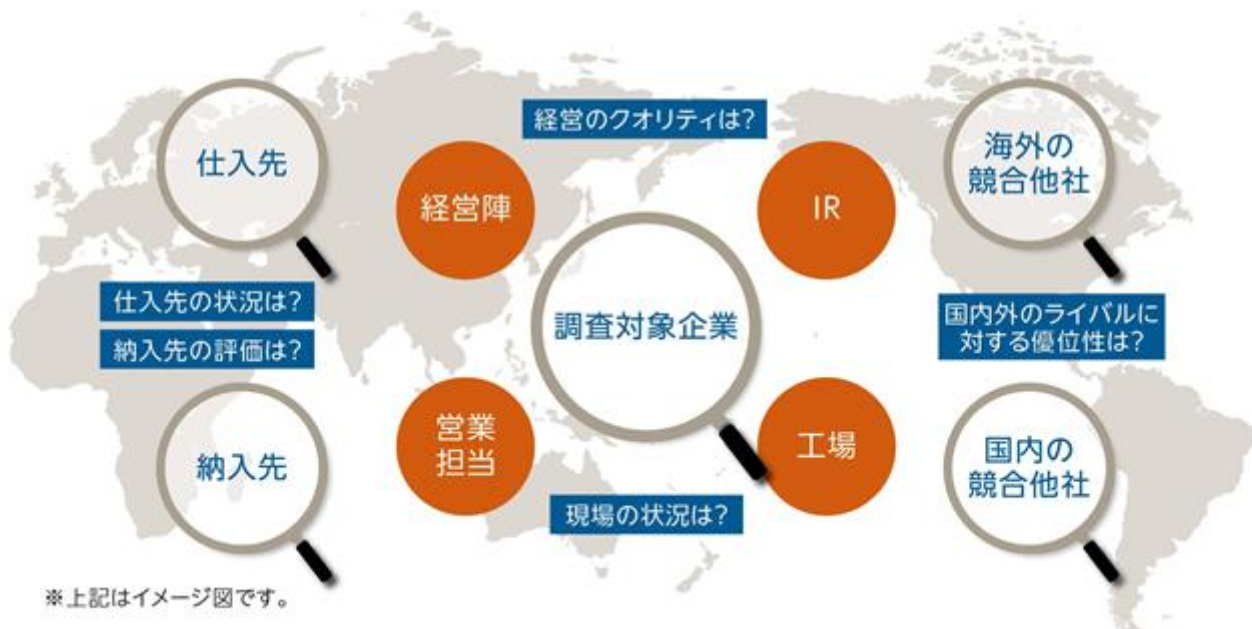 経営のクオリティは?
仕入先
経営陣
IR
海外の
競合他社
仕入先の状況は?
納入先の評価は?
調査対象企業
国内外のライバルに
対する優位性は?
納入先
営業
担当
工場
国内の
競合他社
現場の状況は?
※上記はイメージ図です。